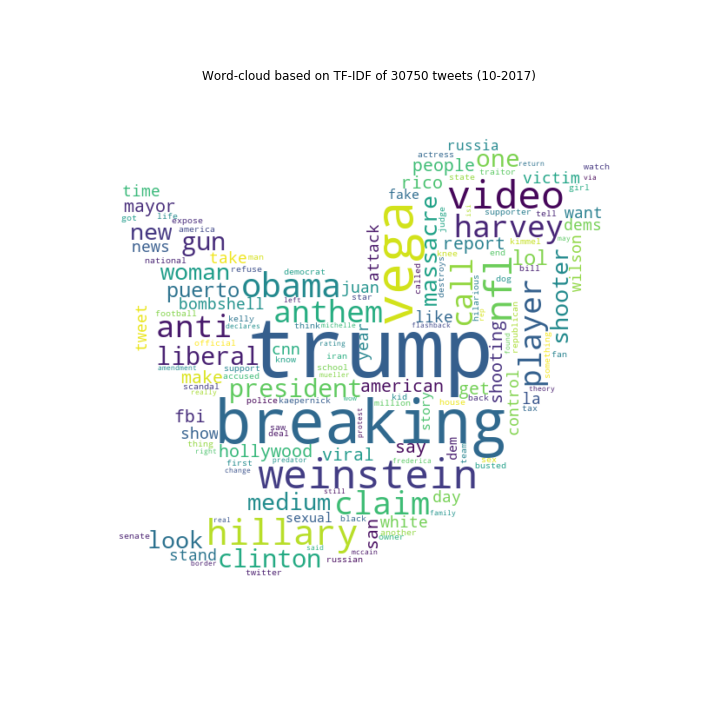 Word-cloud based on TF-IDF of 30750 tweets (10-2017)
russia
actress
people
one
return
watch
traitor
via
state
victim
rico
fake
girl
time
mayor
got
life
expose
america
new
news
gun
national
video
harvey
supporter
tell
want
dems
judge
isl
report
kimmel
may
wilson
vega
massacre
attack
called
knee
end
bill
take
man
woman
refuse
democrat
obama
juan
left
star
puerto
bombshell
call
destroys
hilarious
lol
dog
nfl
shooter
player
football
tweet
kelly
declares
anti
official
anthem
think
michelle
year
like
flashback
rating
iran
trump
shooting
found
republican
something
fan
theory
liberal
cnn
know
amendment
support
school
mueller
make
scandal
accused
really
president
american
get
back
control
la
tax
police
kaepernick
wow
million
kid
house
story
fbi
saw
deal
breaking
protest
show
thing
right
say
dem
team
sex
busted
hollywood
viral
first
change
predator
frederica
weinstein
still
medium
claim
day
family
sexual
black
san
white
another
owner
real
hillary
senate
look
stand
border
clinton
said
mccain
russian
twitter